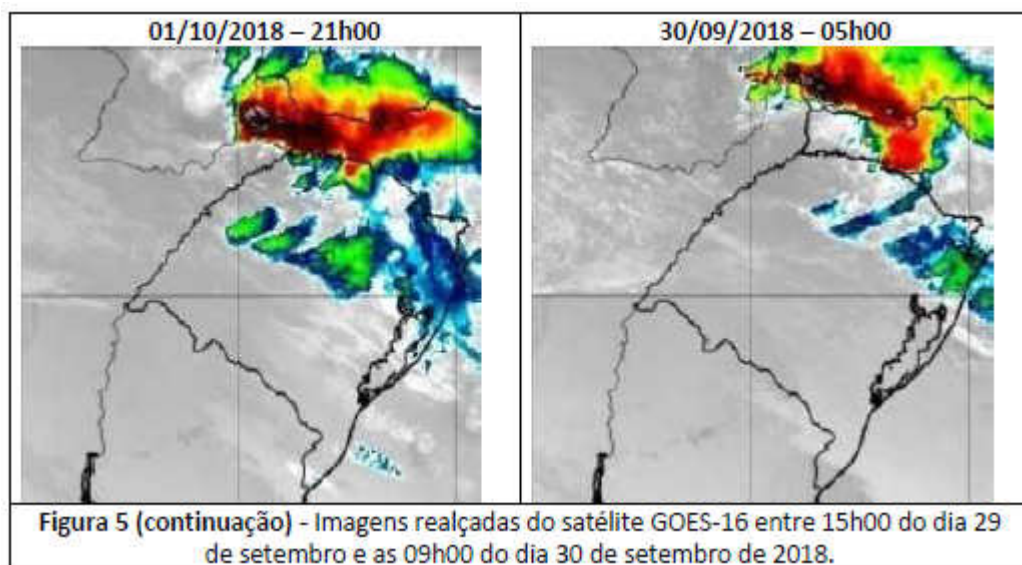 01/10/2018 – 21h00
30/09/2018 – 05h00
Figura 5 (continuação) - Imagens realçadas do satélite GOES-16 entre 15h00 do dia 29
de setembro e as 09h00 do dia 30 de setembro de 2018.